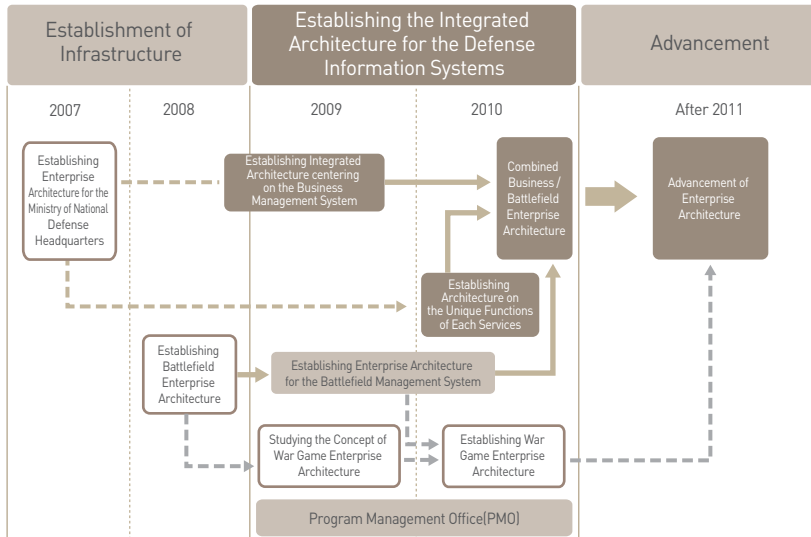 Establishment of
Infrastructure
Establishing the Integrated
Architecture for the Defense
Information Systems
Advancement
2007
2008
2009
2010
After 2011
Establishing
Enterprise
Architecture for the
Ministry of National
Defense
Headquarters
Establishing Integrated
Architecture centering
on the Business
Management System
Combined
Business /
Battlefield
Enterprise
Architecture
Advancement of
Enterprise
Architecture
Establishing
Architecture on
the Unique Functions
of Each Services
Establishing
Battlefield
Enterprise
Architecture
Establishing Enterprise Architecture
for the Battlefield Management System
Studying the Concept of
War Game Enterprise
Architecture
Establishing War
Game Enterprise
Architecture
Program Management Office(PMO)